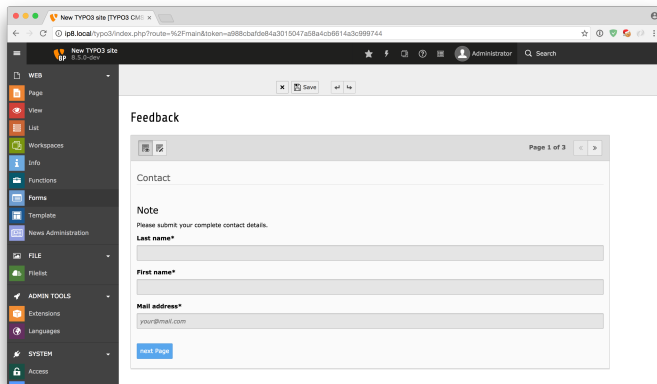 New TYPO3 site [TYPO3 CMS
ip8.local/typo3/index.php?route=%2Fmain&token=a988cbafde84a3015047a58a4cb6614a3c999744
New TYPO3 site
8.5.0-dev
BP
Administrator
Search
WEB
Page
View
List
Workspaces
Info
Functions
Forms
Template
News Administration
FILE
Filelist
ADMIN TOOLS
Extensions
Languages
SYSTEM
Access
Save
Feedback
Page 1 of 3
Contact
Note
Please submit your complete contact details.
Last name*
First name*
Mail address*
your@mail.com
next Page